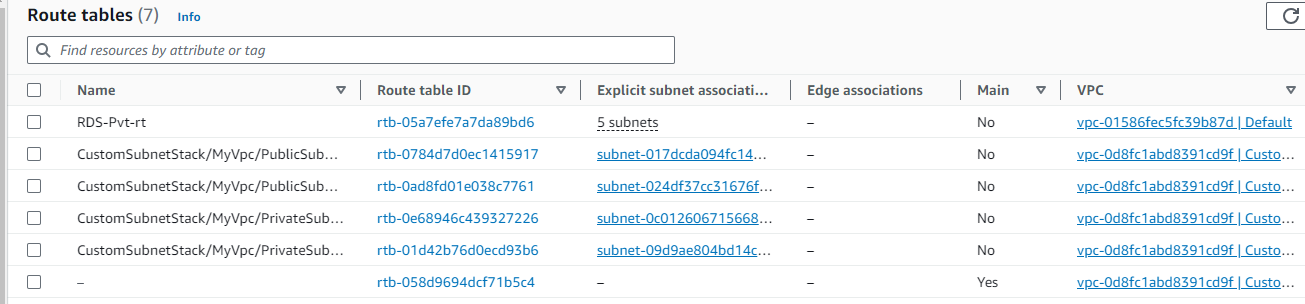 Route tables (7) Info
Find resources by attribute or tag
Name Route table ID Explicit subnet associati... Edge associations Main VPC
RDS-Pvt-rt rtb-05a7efe7a7da89bd6 5 subnets – No vpc-01586fec5fc39b87d | Default
CustomSubnetStack/MyVpc/PublicSub... rtb-0784d7d0ec1415917 subnet-017dcda094fc14... – No vpc-0d8fc1abd8391cd9f | Custo...
CustomSubnetStack/MyVpc/PublicSub... rtb-0ad8fd01e038c7761 subnet-024df37cc31676f... – No vpc-0d8fc1abd8391cd9f | Custo...
CustomSubnetStack/MyVpc/PrivateSub... rtb-0e68946c439327226 subnet-0c012606715668... – No vpc-0d8fc1abd8391cd9f | Custo...
CustomSubnetStack/MyVpc/PrivateSub... rtb-01d42b76d0ecd93b6 subnet-09d9ae804bd14c... – No vpc-0d8fc1abd8391cd9f | Custo...
– rtb-058d9694dcf71b5c4 – – Yes vpc-0d8fc1abd8391cd9f | Custo...